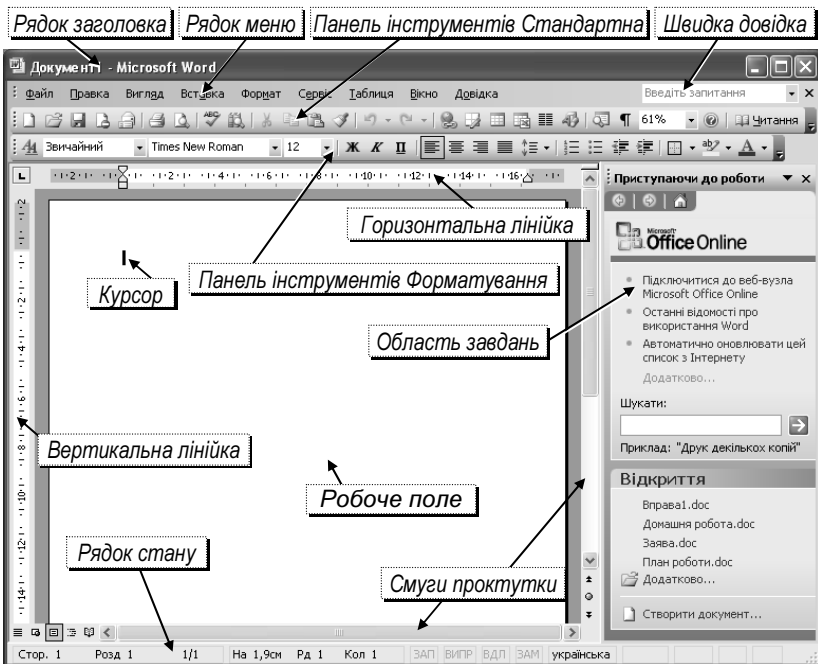 Рядок заголовка Рядок меню Панель інструментів Стандартна Швидка довідка
Документ1 - Microsoft Word
Файл Правка Вигляд Вставка Формат Сервіс Таблиця Вікно Довідка Введіть запитання
61% Читання
Звичайний Times New Roman 12 Ж К П
Приступаючи до роботи
Горизонтальна лінійка
Microsoft
Office Online
Курсор
Панель інструментів Форматування
Підключитися до веб-вузла
Microsoft Office Online
Останні відомості про
використання Word
Область завдань
Автоматично оновлювати цей
список з Інтернету
Додатково...
Шукати:
Вертикальна лінійка
Приклад: "Друк декількох копій"
Відкриття
Робоче поле
Вправа1.doc
Домашня робота.doc
Заява.doc
План роботи.doc
Додатково...
Рядок стану
Смуги проктутки
Створити документ...
Стор. 1 Розд 1 1/1 На 1,9см Рд 1 Кол 1 ЗАП ВИПР ВДЛ ЗАМ українська